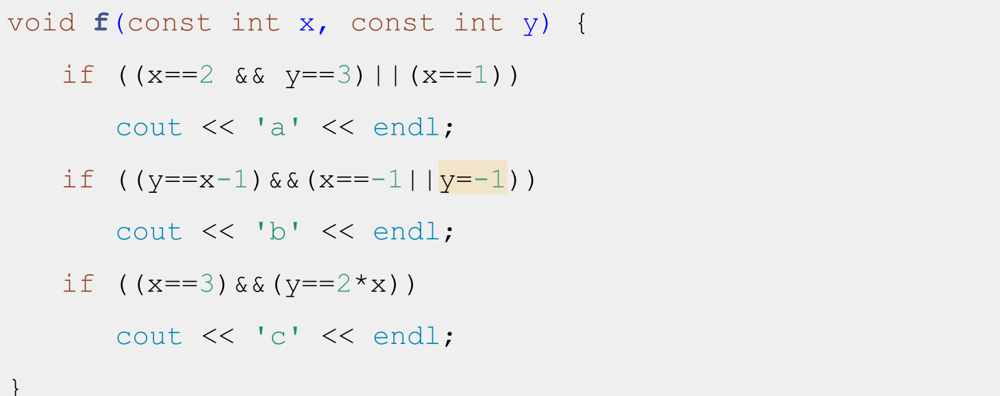 void f(const int x, const int y) {
if ((x==2 && y==3)||(x==1))
cout << 'a' << endl;
if ((y==x-1)&&(x==-1||y=-1))
cout << 'b' << endl;
if ((x==3)&&(y==2*x))
cout << 'c' << endl;
}